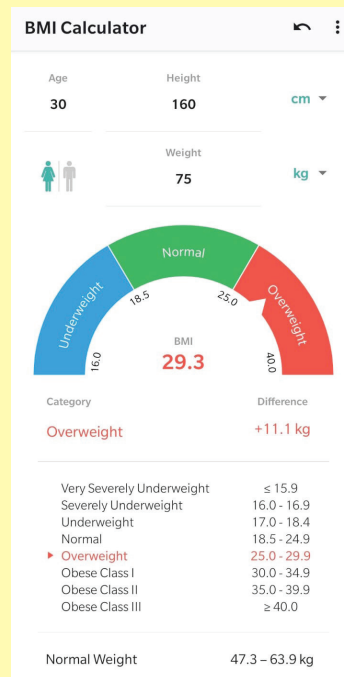 BMI Calculator
Age Height
30 160 cm
Weight
75 kg
Underweight Normal Overweight
16.0 18.5 25.0 40.0
BMI
29.3
Category Difference
Overweight +11.1 kg
Very Severely Underweight ≤ 15.9
Severely Underweight 16.0 - 16.9
Underweight 17.0 - 18.4
Normal 18.5 - 24.9
Overweight 25.0 - 29.9
Obese Class I 30.0 - 34.9
Obese Class II 35.0 - 39.9
Obese Class III ≥ 40.0
Normal Weight 47.3 – 63.9 kg